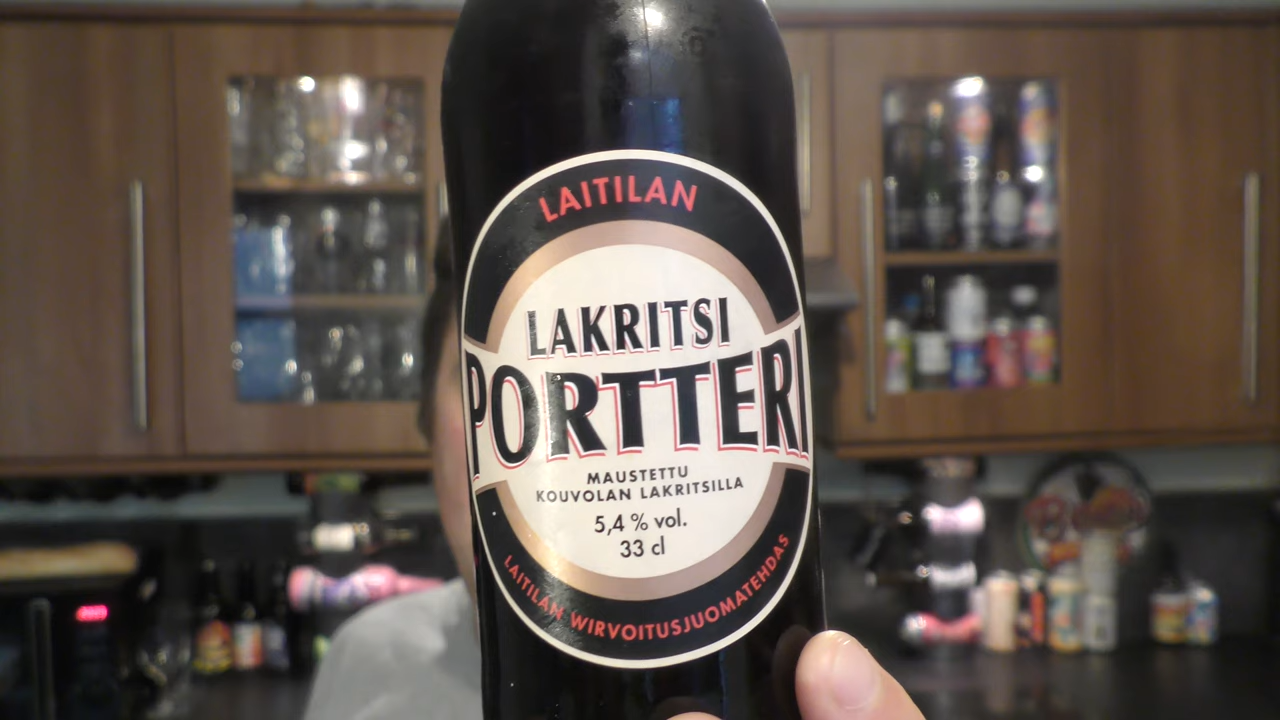 LAITILAN
LAKRITSI
PORTTERI
MAUSTETTU
KOUVOLAN LAKRITSILLA
5,4 % vol.
33 cl
LAITILAN WIRVOITUSJUOMATEHDAS